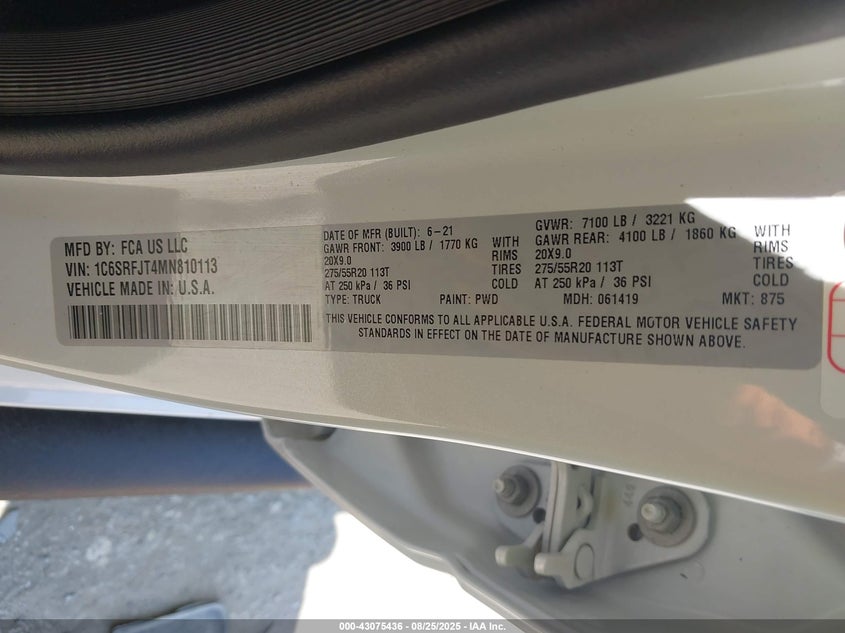 MFD BY: FCA US LLC
VIN: 1C6SRFJT4MN810113
VEHICLE MADE IN U.S.A.
DATE OF MFR (BUILT): 6-21
GAWR FRONT: 3900 LB / 1770 KG WITH
20X9.0 RIMS
275/55R20 113T TIRES
AT 250 kPa / 36 PSI COLD
TYPE: TRUCK PAINT: PWD
GVWR: 7100 LB / 3221 KG
GAWR REAR: 4100 LB / 1860 KG WITH
20X9.0 RIMS
275/55R20 113T TIRES
AT 250 kPa / 36 PSI COLD
MDH: 061419 MKT: 875
THIS VEHICLE CONFORMS TO ALL APPLICABLE U.S.A. FEDERAL MOTOR VEHICLE SAFETY
STANDARDS IN EFFECT ON THE DATE OF MANUFACTURE SHOWN ABOVE.
000-43075436 - 08/25/2025 - IAA Inc.